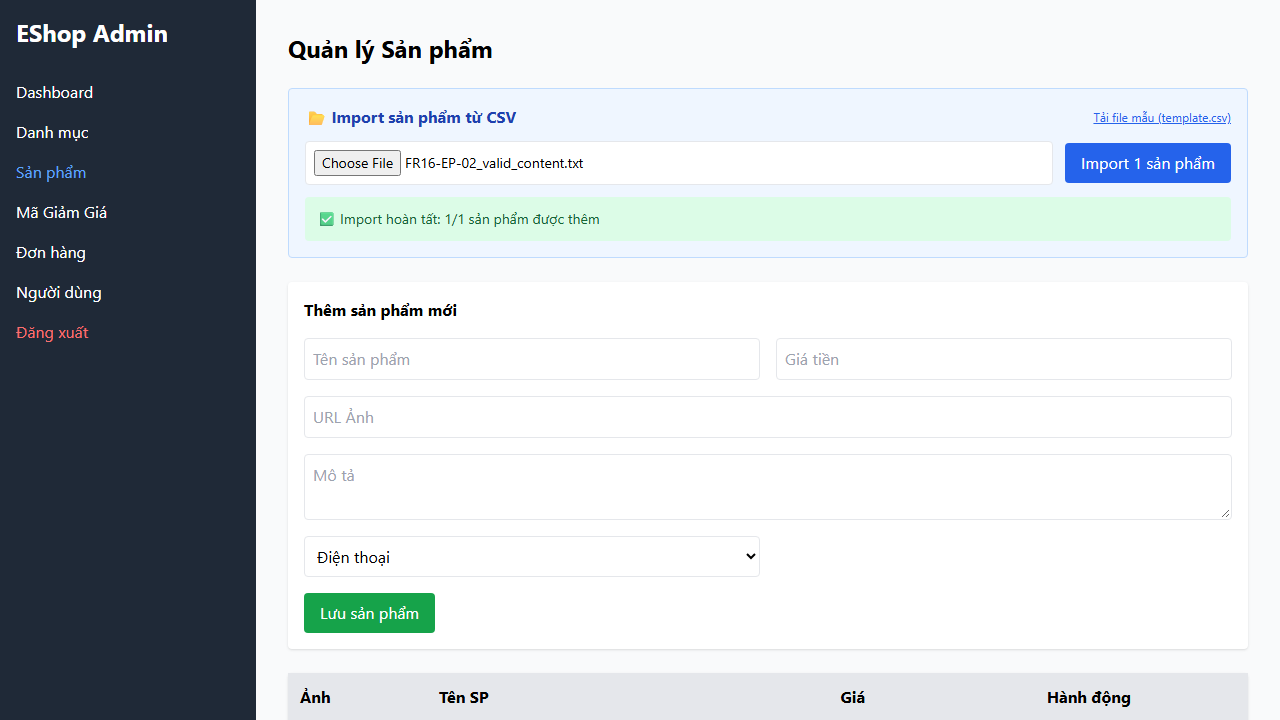 EShop Admin
Dashboard
Danh mục
Sản phẩm
Mã Giảm Giá
Đơn hàng
Người dùng
Đăng xuất
Quản lý Sản phẩm
Import sản phẩm từ CSV
Tải file mẫu (template.csv)
Choose File FR16-EP-02_valid_content.txt
Import 1 sản phẩm
Import hoàn tất: 1/1 sản phẩm được thêm
Thêm sản phẩm mới
Tên sản phẩm
Giá tiền
URL Ảnh
Mô tả
Điện thoại
Lưu sản phẩm
Ảnh Tên SP Giá Hành động